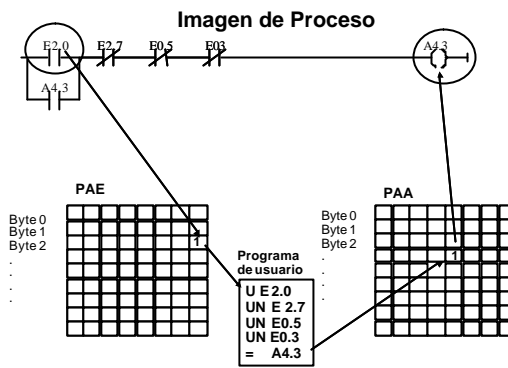 Imagen de Proceso
E2.0 E2.7 E0.5 E03 A4.3
A4.3
PAE
Byte 0
Byte 1
Byte 2
.
.
.
.
1
Programa
de usuario
U E 2.0
UN E 2.7
UN E0.5
UN E0.3
= A4.3
PAA
Byte 0
Byte 1
Byte 2
.
.
.
.
1